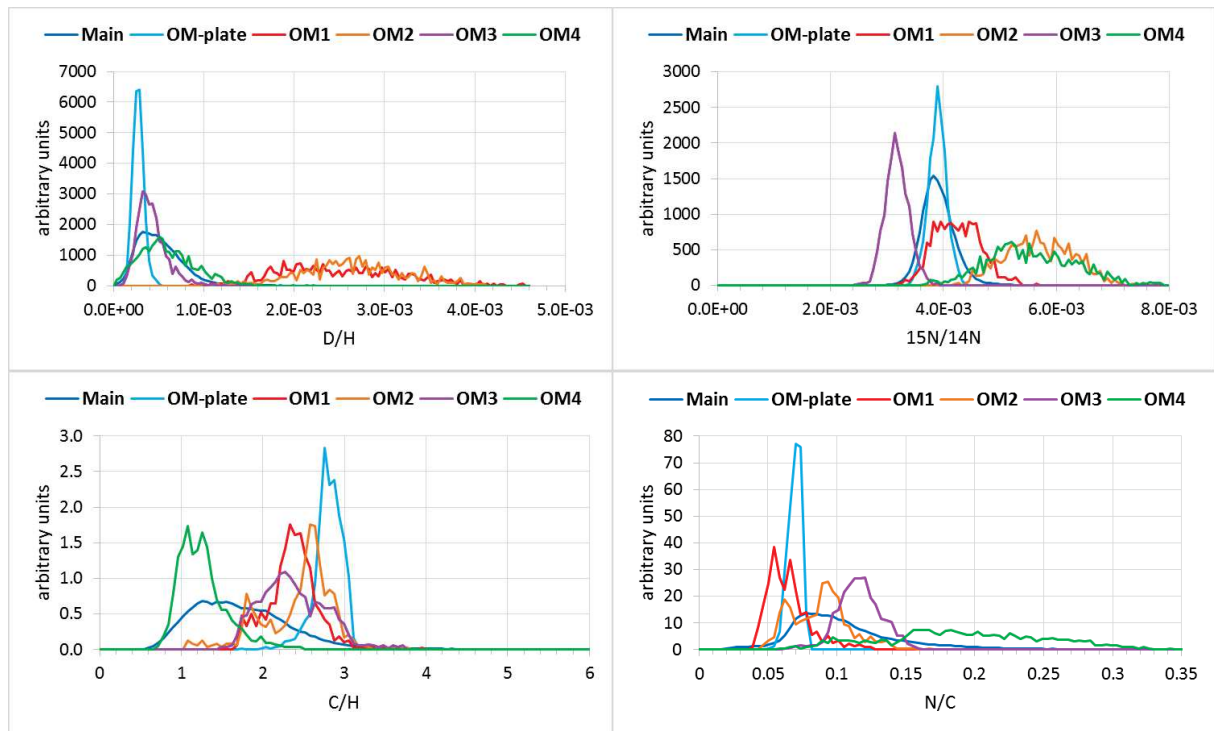 Main OM-plate OM1 OM2 OM3 OM4
7000
6000
5000
4000
3000
2000
1000
0
arbitrary units
0.0E+00 1.0E-03 2.0E-03 3.0E-03 4.0E-03 5.0E-03
D/H
Main OM-plate OM1 OM2 OM3 OM4
3000
2500
2000
1500
1000
500
0
arbitrary units
0.0E+00 2.0E-03 4.0E-03 6.0E-03 8.0E-03
15N/14N
Main OM-plate OM1 OM2 OM3 OM4
3.0
2.5
2.0
1.5
1.0
0.5
0.0
arbitrary units
0 1 2 3 4 5 6
C/H
Main OM-plate OM1 OM2 OM3 OM4
80
70
60
50
40
30
20
10
0
arbitrary units
0 0.05 0.1 0.15 0.2 0.25 0.3 0.35
N/C